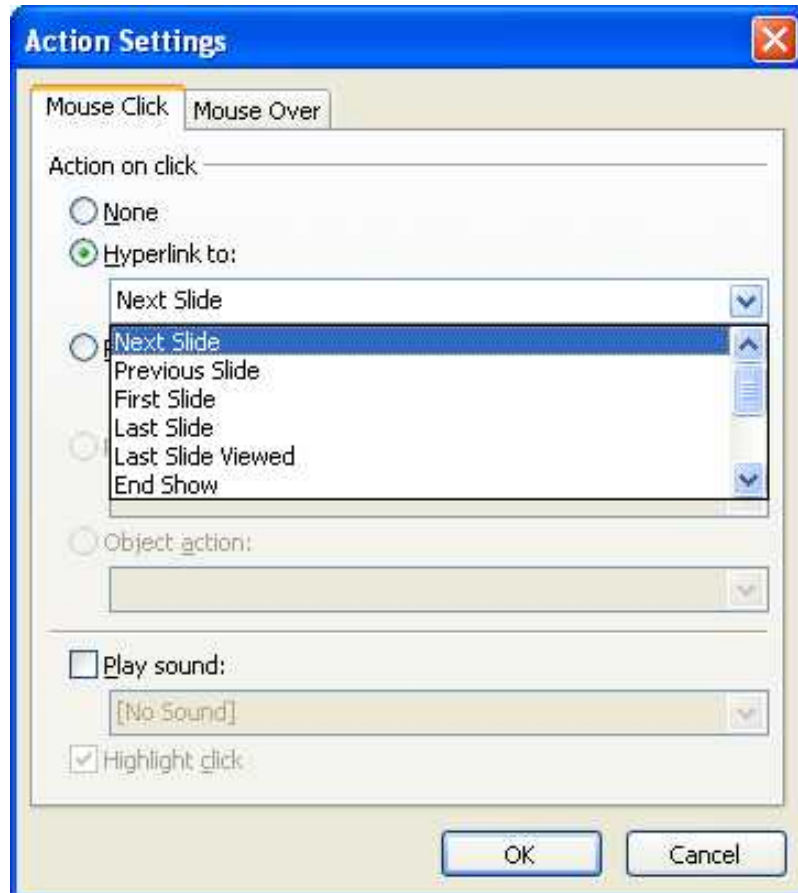 Action Settings
Mouse Click Mouse Over
Action on click
None
Hyperlink to:
Next Slide
Next Slide
Previous Slide
First Slide
Last Slide
Last Slide Viewed
End Show
Object action:
Play sound:
[No Sound]
Highlight click
OK Cancel